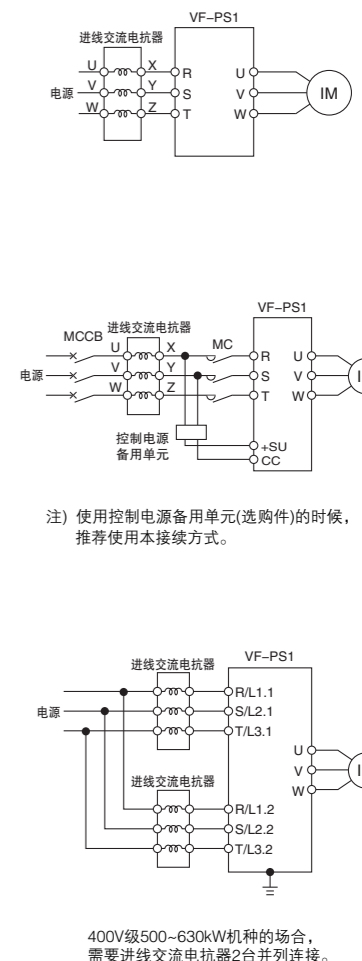 VF-PS1
进线交流电抗器
U X R U
V Y S V
W Z T W
电源
IM
VF-PS1
进线交流电抗器
MCCB
MC
U X R U
V Y S V
W Z T W
电源
控制电源
备用单元
+SU
CC
注) 使用控制电源备用单元(选购件)的时候，
推荐使用本接续方式。
VF-PS1
进线交流电抗器
R/L1.1
电源 S/L2.1
T/L3.1
U
V
W
进线交流电抗器
R/L1.2
S/L2.2
T/L3.2
400V级500~630kW机种的场合，
需要进线交流电抗器2台并列连接。